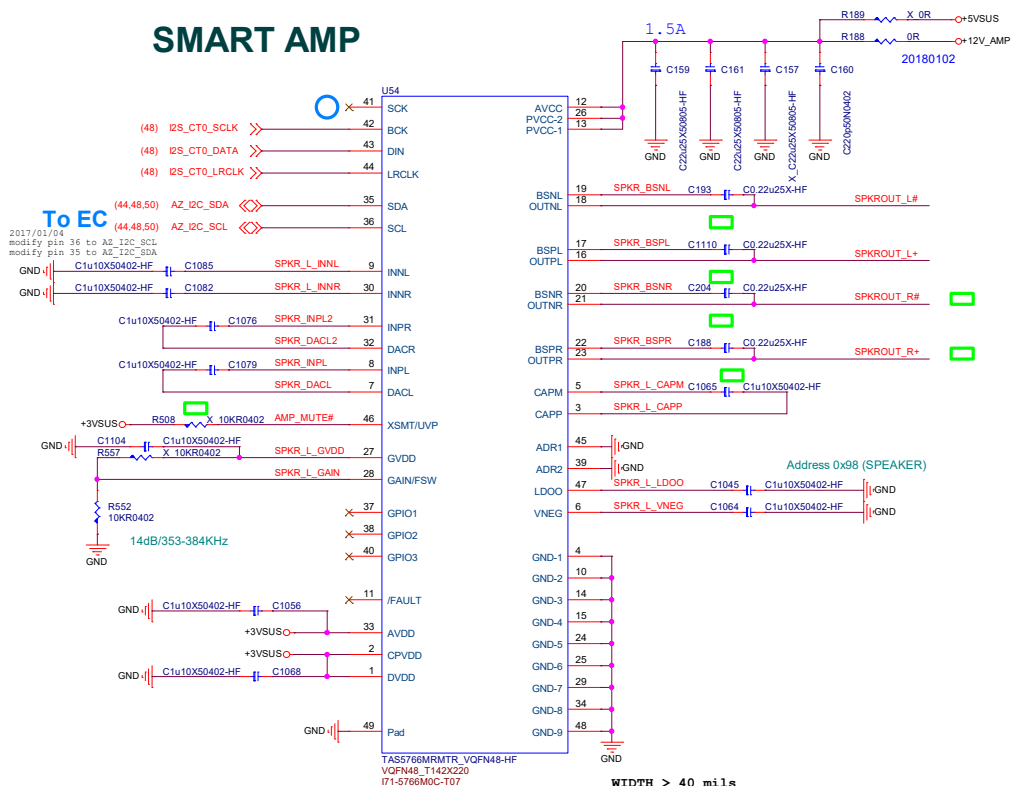 SMART AMP
R189 X_0R +5VSUS
R188 0R +12V_AMP
20180102
1.5A
C159 C161 C157 C160
C22u25X50805-HF
C22u25X50805-HF
X_C22u25X50805-HF
C220p50N0402
GND GND GND GND
U54
41 SCK
(48) I2S_CT0_SCLK 42 BCK
(48) I2S_CT0_DATA 43 DIN
(48) I2S_CT0_LRCLK 44 LRCLK
To EC
(44,48,50) AZ_I2C_SDA 35 SDA
(44,48,50) AZ_I2C_SCL 36 SCL
2017/01/04
modify pin 36 to AZ_I2C_SCL
modify pin 35 to AZ_I2C_SDA
GND C1u10X50402-HF C1085 SPKR_L_INNL 9 INNL
GND C1u10X50402-HF C1082 SPKR_L_INNR 30 INNR
C1u10X50402-HF C1076 SPKR_INPL2 31 INPR
SPKR_DACL2 32 DACR
C1u10X50402-HF C1079 SPKR_INPL 8 INPL
SPKR_DACL 7 DACL
+3VSUS R508 X_10KR0402 AMP_MUTE# 46 XSMT/UVP
GND C1104 C1u10X50402-HF
R557 X_10KR0402 SPKR_L_GVDD 27 GVDD
SPKR_L_GAIN 28 GAIN/FSW
R552
10KR0402
GND
14dB/353-384KHz
37 GPIO1
38 GPIO2
40 GPIO3
11 /FAULT
GND C1u10X50402-HF C1056
+3VSUS 33 AVDD
+3VSUS 2 CPVDD
GND C1u10X50402-HF C1068 1 DVDD
GND 49 Pad
AVCC 12
PVCC-2 26
PVCC-1 13
BSNL 19 SPKR_BSNL C193 C0.22u25X-HF
OUTNL 18 SPKROUT_L#
BSPL 17 SPKR_BSPL C1110 C0.22u25X-HF
OUTPL 16 SPKROUT_L+
BSNR 20 SPKR_BSNR C204 C0.22u25X-HF
OUTNR 21 SPKROUT_R#
BSPR 22 SPKR_BSPR C188 C0.22u25X-HF
OUTPR 23 SPKROUT_R+
CAPM 5 SPKR_L_CAPM C1065 C1u10X50402-HF
CAPP 3 SPKR_L_CAPP
ADR1 45 GND
ADR2 39 GND
Address 0x98 (SPEAKER)
LDOO 47 SPKR_L_LDOO C1045 C1u10X50402-HF GND
VNEG 6 SPKR_L_VNEG C1064 C1u10X50402-HF GND
GND-1 4
GND-2 10
GND-3 14
GND-4 15
GND-5 24
GND-6 25
GND-7 29
GND-8 34
GND-9 48
GND
TAS5766MRMTR_VQFN48-HF
VQFN48_T142X220
I71-5766M0C-T07
WIDTH > 40 mils